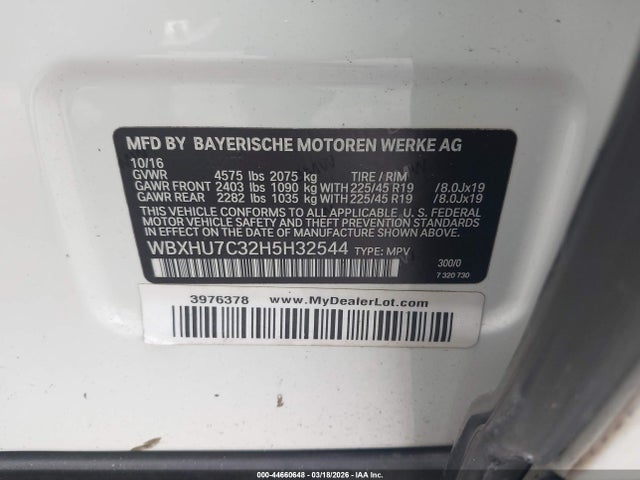 MFD BY BAYERISCHE MOTOREN WERKE AG
10/16
GVWR 4575 lbs 2075 kg TIRE / RIM
GAWR FRONT 2403 lbs 1090 kg WITH 225/45 R19 /8.0Jx19
GAWR REAR 2282 lbs 1035 kg WITH 225/45 R19 /8.0Jx19
THIS VEHICLE CONFORMS TO ALL APPLICABLE U. S. FEDERAL
MOTOR VEHICLE SAFETY AND THEFT PREVENTION STANDARDS
IN EFFECT ON THE DATE OF MANUFACTURE SHOWN ABOVE.
WBXHU7C32H5H32544 TYPE: MPV
300/0
7 320 730
3976378 www.MyDealerLot.com
000-44660648 | 03/18/2026 – COPART/IAA, Inc.